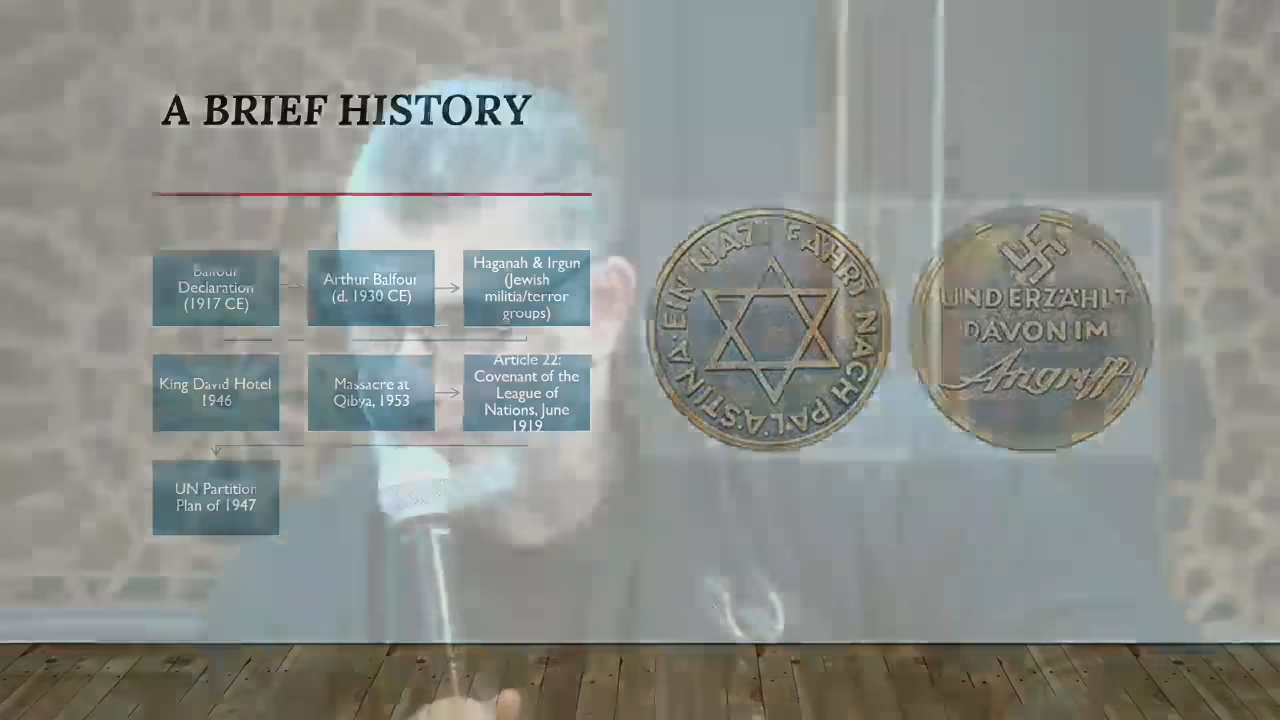 A BRIEF HISTORY
Balfour
Declaration
(1917 CE)
Arthur Balfour
(d. 1930 CE)
Haganah & Irgun
(Jewish
militia/terror
groups)
King David Hotel
1946
Massacre at
Qibya, 1953
Article 22:
Covenant of the
League of
Nations, June
1919
UN Partition
Plan of 1947
EIN NAZI FÄHRT NACH PALÄSTINA
UND ERZÄHLT
DAVON IM
Angriff